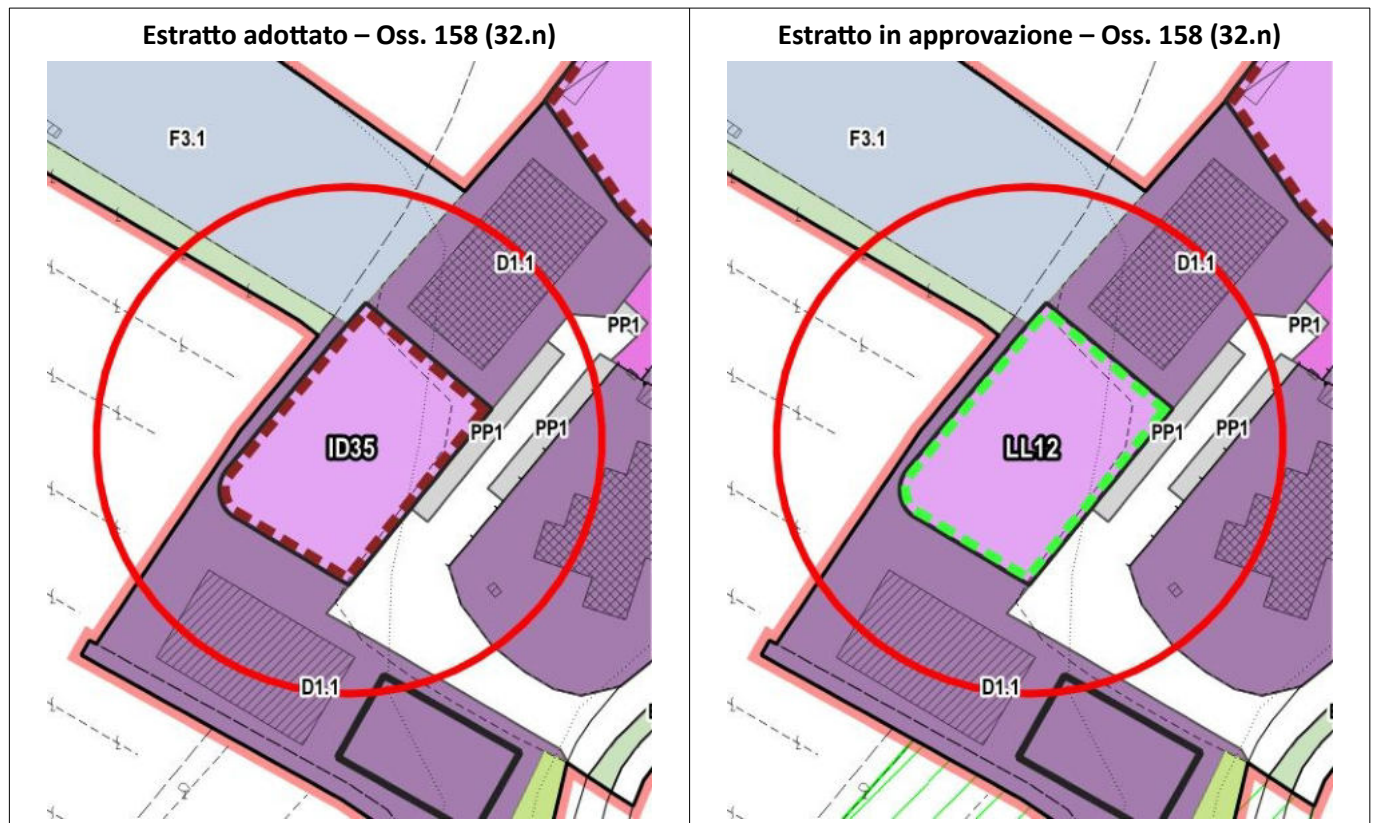 Estratto adottato – Oss. 158 (32.n)
F3.1
D1.1
PP1
ID35
PP1
PP1
D1.1
Estratto in approvazione – Oss. 158 (32.n)
F3.1
D1.1
PP1
LL12
PP1
PP1
D1.1